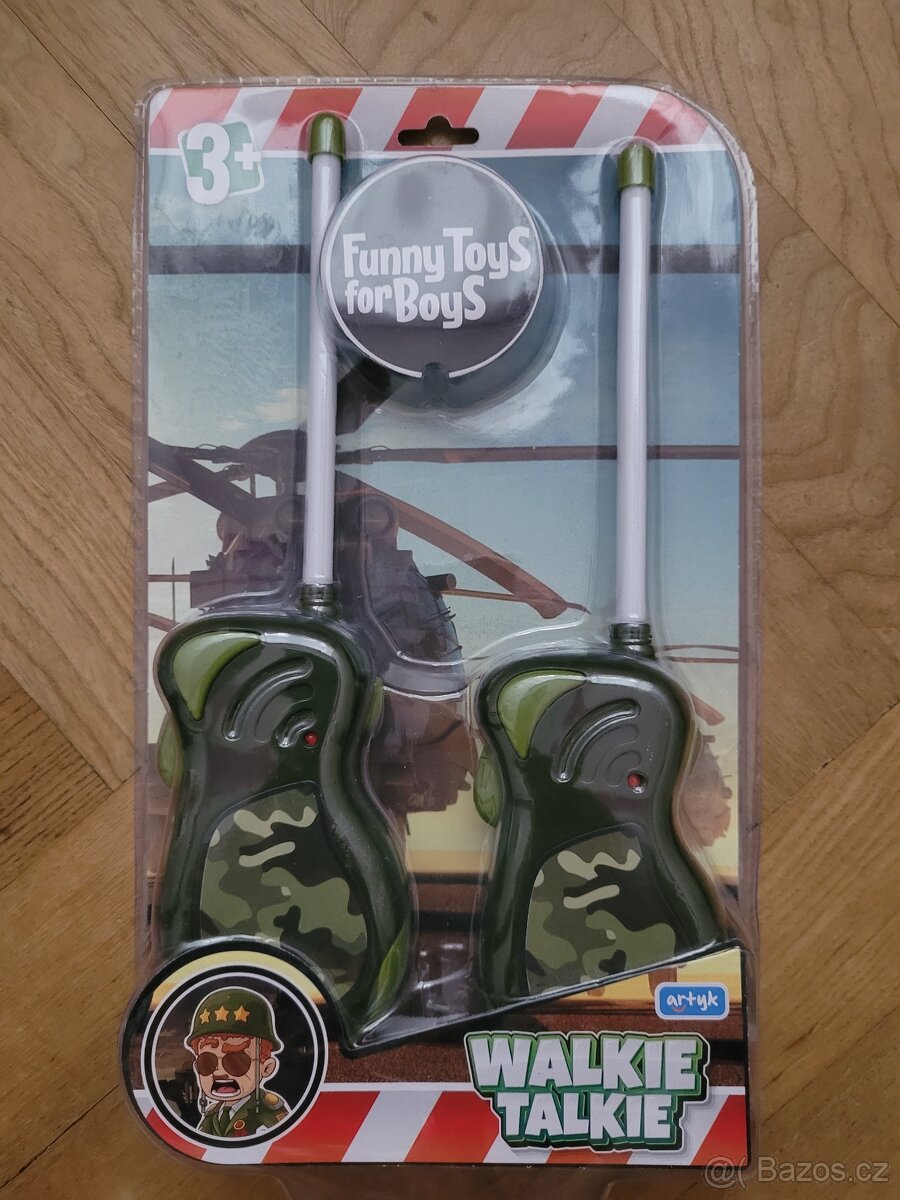 3+
Funny Toys
for Boys
artyk
WALKIE
TALKIE
@( Bazos.cz